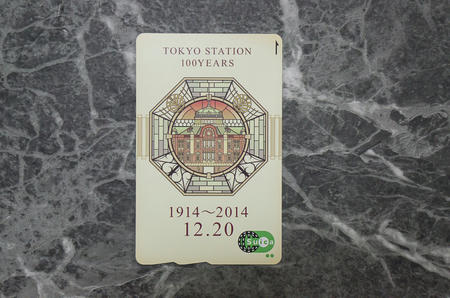 TOKYO STATION
100YEARS
1914～2014
12.20
Suica